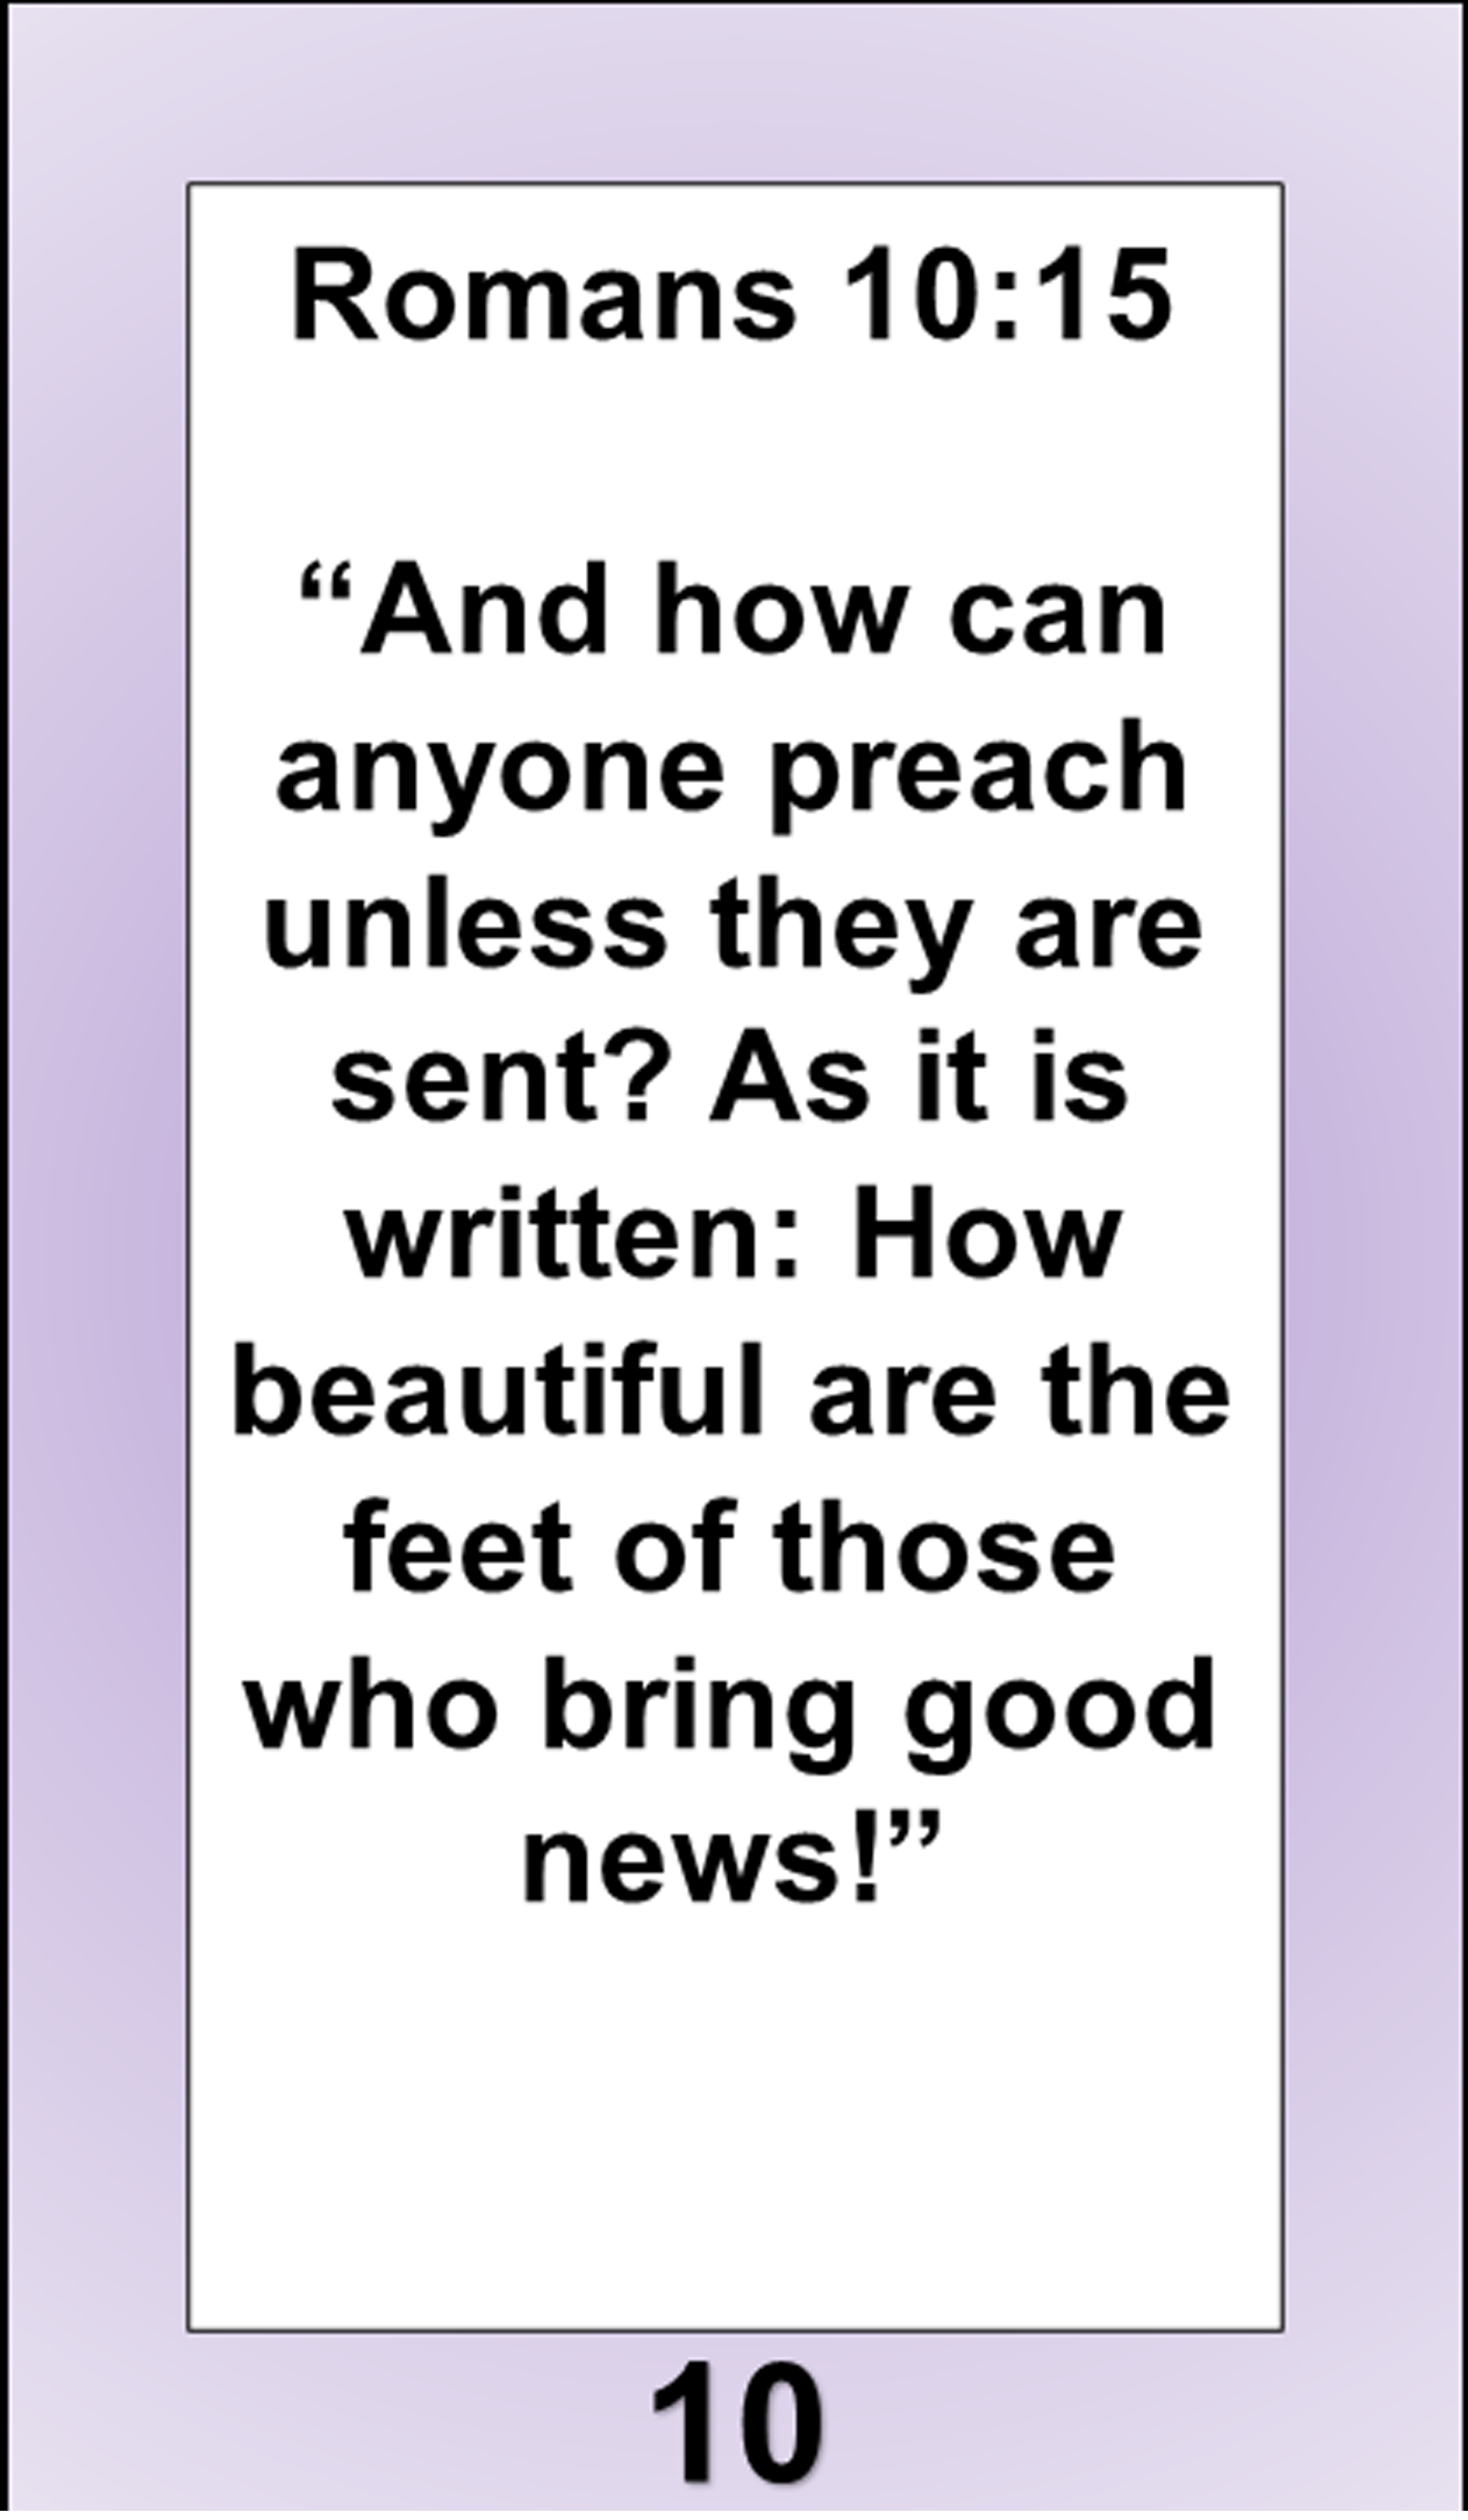 Romans 10:15
“And how can
anyone preach
unless they are
sent? As it is
written: How
beautiful are the
feet of those
who bring good
news!”
10